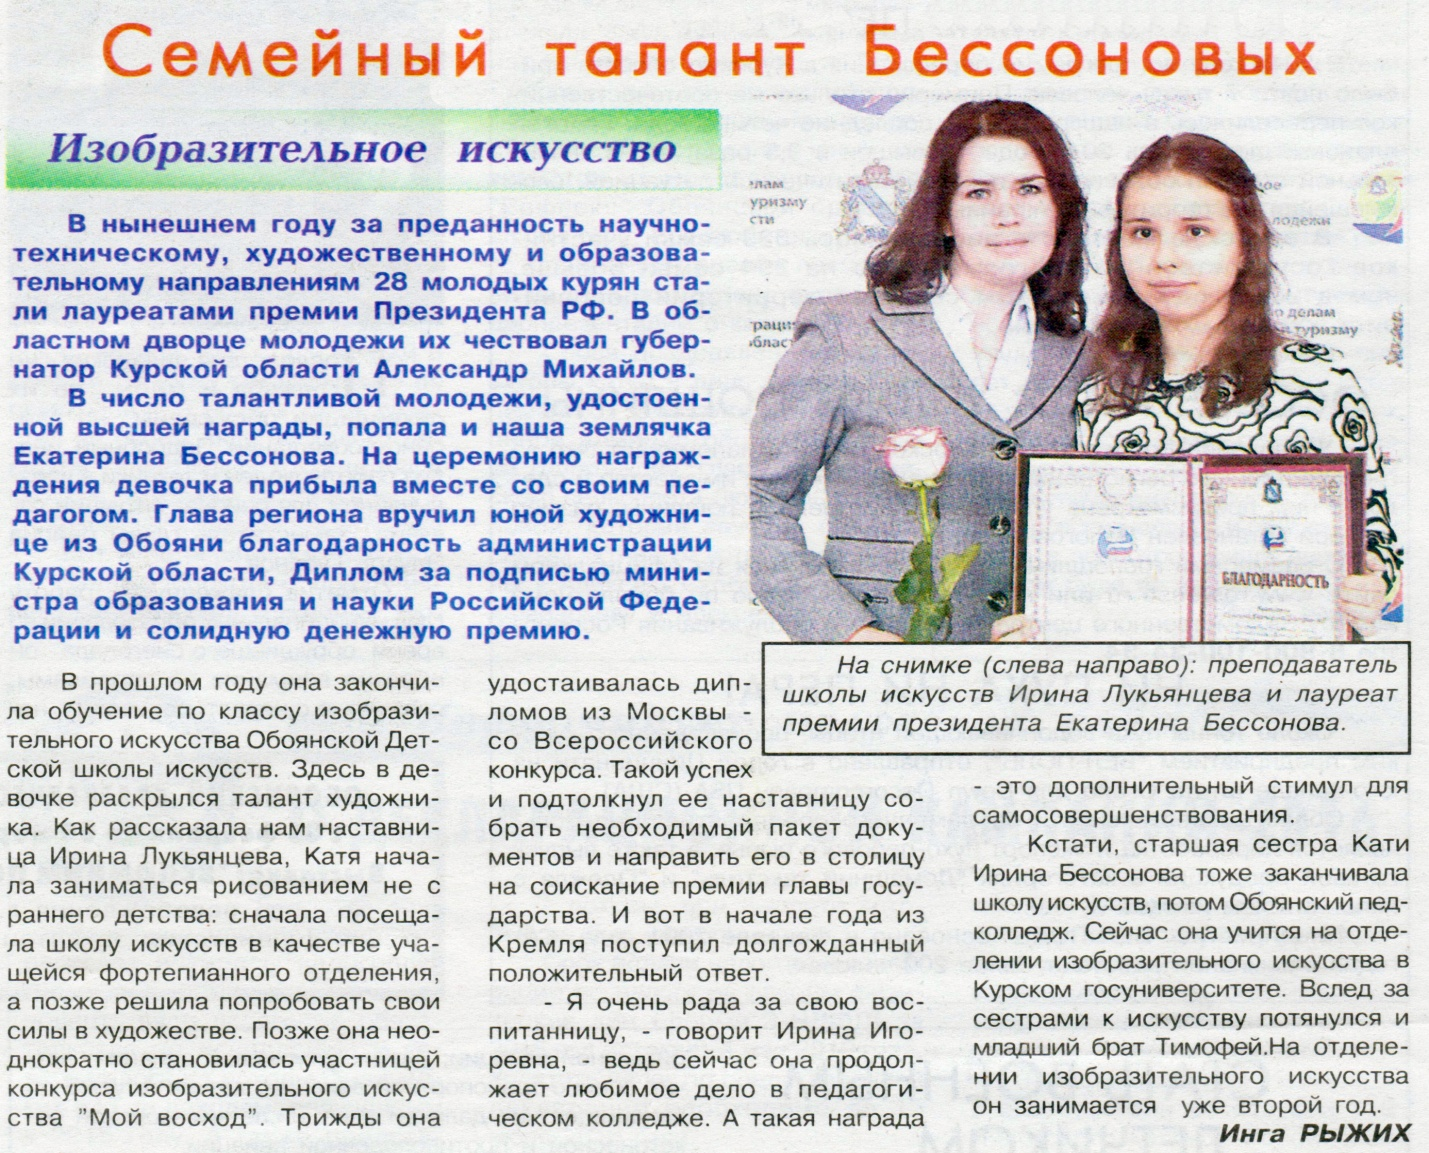 Семейный талант Бессоновых
Изобразительное искусство
В нынешнем году за преданность научно-
техническому, художественному и образова-
тельному направлениям 28 молодых курян ста-
ли лауреатами премии Президента РФ. В об-
ластном дворце молодежи их чествовал губер-
натор Курской области Александр Михайлов.
В число талантливой молодежи, удостоен-
ной высшей награды, попала и наша землячка
Екатерина Бессонова. На церемонию награж-
дения девочка прибыла вместе со своим пе-
дагогом. Глава региона вручил юной художни-
це из Обояни благодарность администрации
Курской области, Диплом за подписью мини-
стра образования и науки Российской Феде-
рации и солидную денежную премию.
лам
уризму
сти
лодежи
о делам
и туризму
БЛАГОДАРНОСТЬ
На снимке (слева направо): преподаватель
школы искусств Ирина Лукьянцева и лауреат
премии президента Екатерина Бессонова.
В прошлом году она закончи-
ла обучение по классу изобрази-
тельного искусства Обоянской Дет-
ской школы искусств. Здесь в де-
вочке раскрылся талант художни-
ка. Как рассказала нам наставни-
ца Ирина Лукьянцева, Катя нача-
ла заниматься рисованием не с
раннего детства: сначала посеща-
ла школу искусств в качестве уча-
щейся фортепианного отделения,
а позже решила попробовать свои
силы в художестве. Позже она нео-
днократно становилась участницей
конкурса изобразительного искус-
ства "Мой восход". Трижды она
удостаивалась дип-
ломов из Москвы -
со Всероссийского
конкурса. Такой успех
и подтолкнул ее наставницу со-
брать необходимый пакет доку-
ментов и направить его в столицу
на соискание премии главы госу-
дарства. И вот в начале года из
Кремля поступил долгожданный
положительный ответ.
- Я очень рада за свою вос-
питанницу, - говорит Ирина Иго-
ревна, - ведь сейчас она продол-
жает любимое дело в педагоги-
ческом колледже. А такая награда
- это дополнительный стимул для
самосовершенствования.
Кстати, старшая сестра Кати
Ирина Бессонова тоже заканчивала
школу искусств, потом Обоянский пед-
колледж. Сейчас она учится на отде-
лении изобразительного искусства в
Курском госуниверситете. Вслед за
сестрами к искусству потянулся и
младший брат Тимофей.На отделе-
нии изобразительного искусства
он занимается уже второй год.
Инга РЫЖИХ